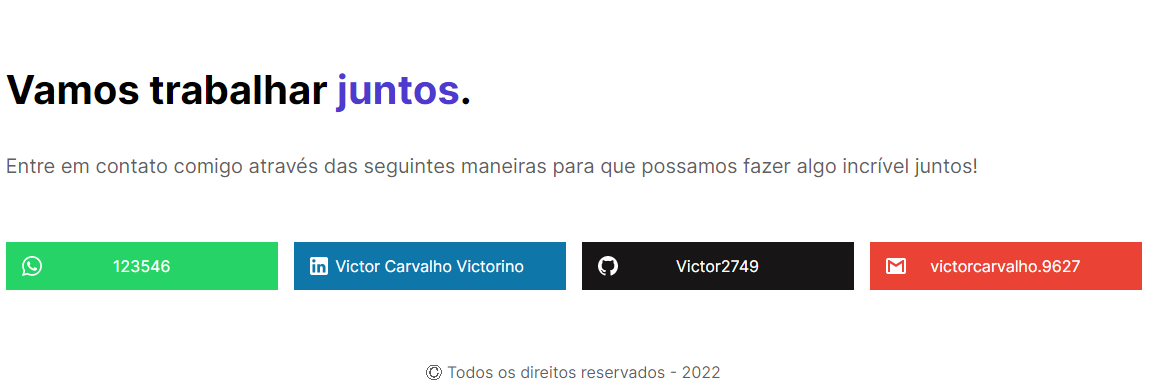 Vamos trabalhar juntos.
Entre em contato comigo através das seguintes maneiras para que possamos fazer algo incrível juntos!
123546
Victor Carvalho Victorino
Victor2749
victorcarvalho.9627
© Todos os direitos reservados - 2022